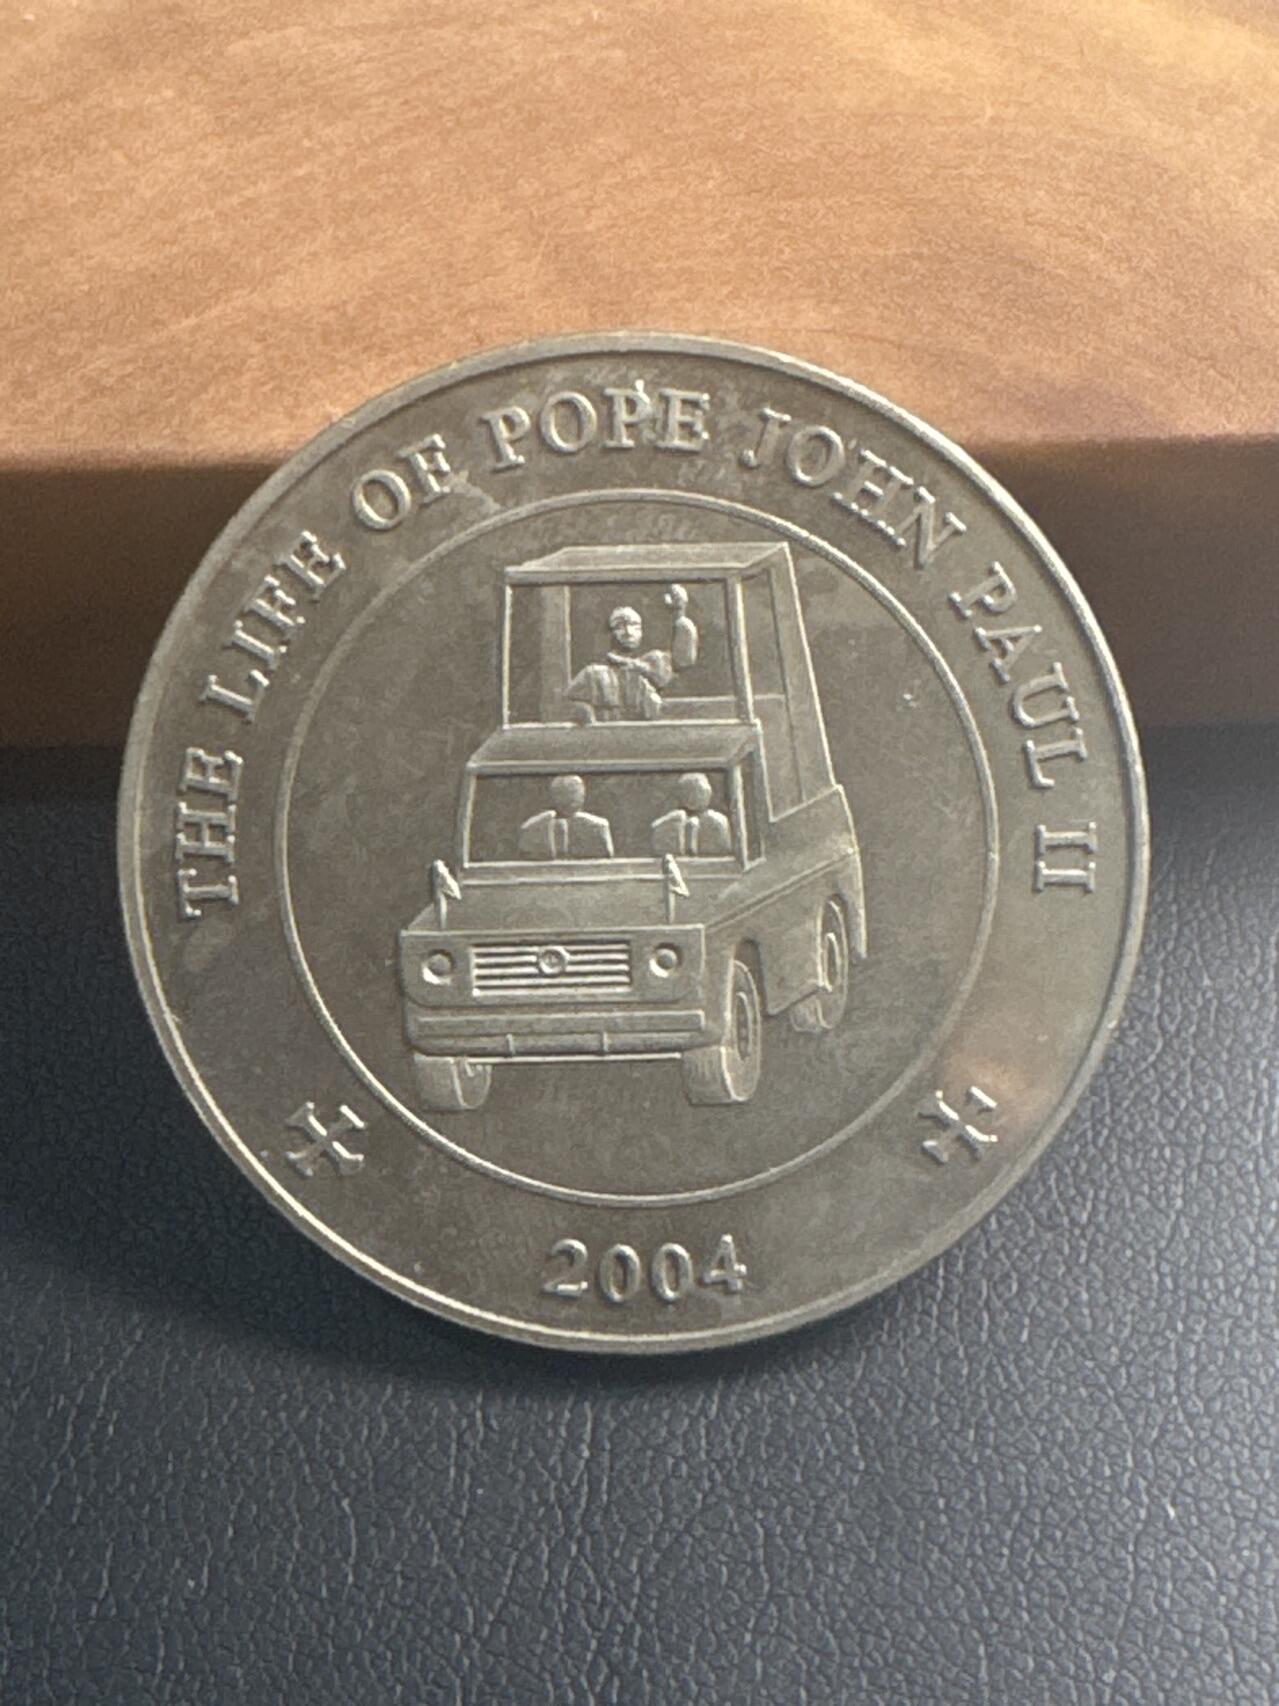 THE LIFE OF POPE JOHN PAUL II
2004